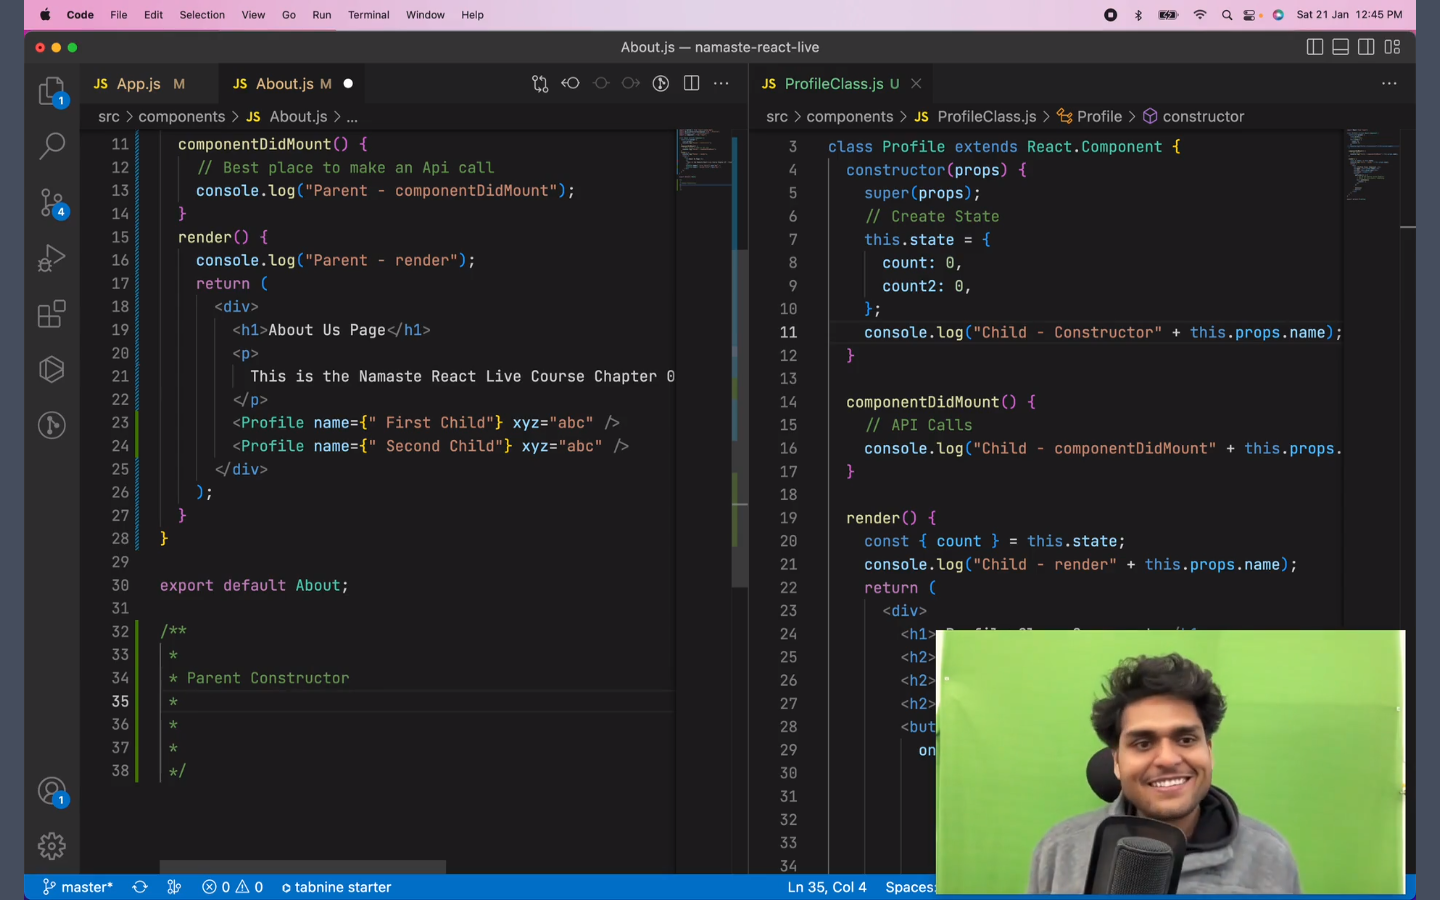 Code File Edit Selection View Go Run Terminal Window Help Sat 21 Jan 12:45 PM
About.js — namaste-react-live
JS App.js M JS About.js M JS ProfileClass.js U
src > components > JS About.js > ...
src > components > JS ProfileClass.js > Profile > constructor
11 componentDidMount() {
12 // Best place to make an Api call
13 console.log("Parent - componentDidMount");
14 }
15 render() {
16 console.log("Parent - render");
17 return (
18 <div>
19 <h1>About Us Page</h1>
20 <p>
21 This is the Namaste React Live Course Chapter 0
22 </p>
23 <Profile name={" First Child"} xyz="abc" />
24 <Profile name={" Second Child"} xyz="abc" />
25 </div>
26 );
27 }
28 }
29
30 export default About;
31
32 /**
33 *
34 * Parent Constructor
35 *
36 *
37 *
38 */
3 class Profile extends React.Component {
4 constructor(props) {
5 super(props);
6 // Create State
7 this.state = {
8 count: 0,
9 count2: 0,
10 };
11 console.log("Child - Constructor" + this.props.name);
12 }
13
14 componentDidMount() {
15 // API Calls
16 console.log("Child - componentDidMount" + this.props.
17 }
18
19 render() {
20 const { count } = this.state;
21 console.log("Child - render" + this.props.name);
22 return (
23 <div>
24 <h1>
25 <h2>
26 <h2>
27 <h2>
28 <but
29 on
30
31
32
33
34
1
4
1
master* 0 0 tabnine starter Ln 35, Col 4 Spaces: